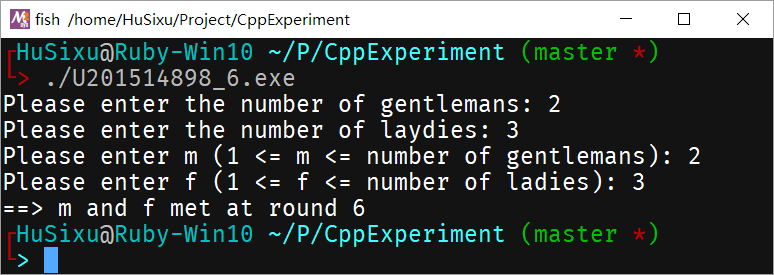 fish /home/HuSixu/Project/CppExperiment
HuSixu@Ruby-Win10 ~/P/CppExperiment (master *)
> ./U201514898_6.exe
Please enter the number of gentlemans: 2
Please enter the number of laydies: 3
Please enter m (1 <= m <= number of gentlemans): 2
Please enter f (1 <= f <= number of ladies): 3
==> m and f met at round 6
HuSixu@Ruby-Win10 ~/P/CppExperiment (master *)
>